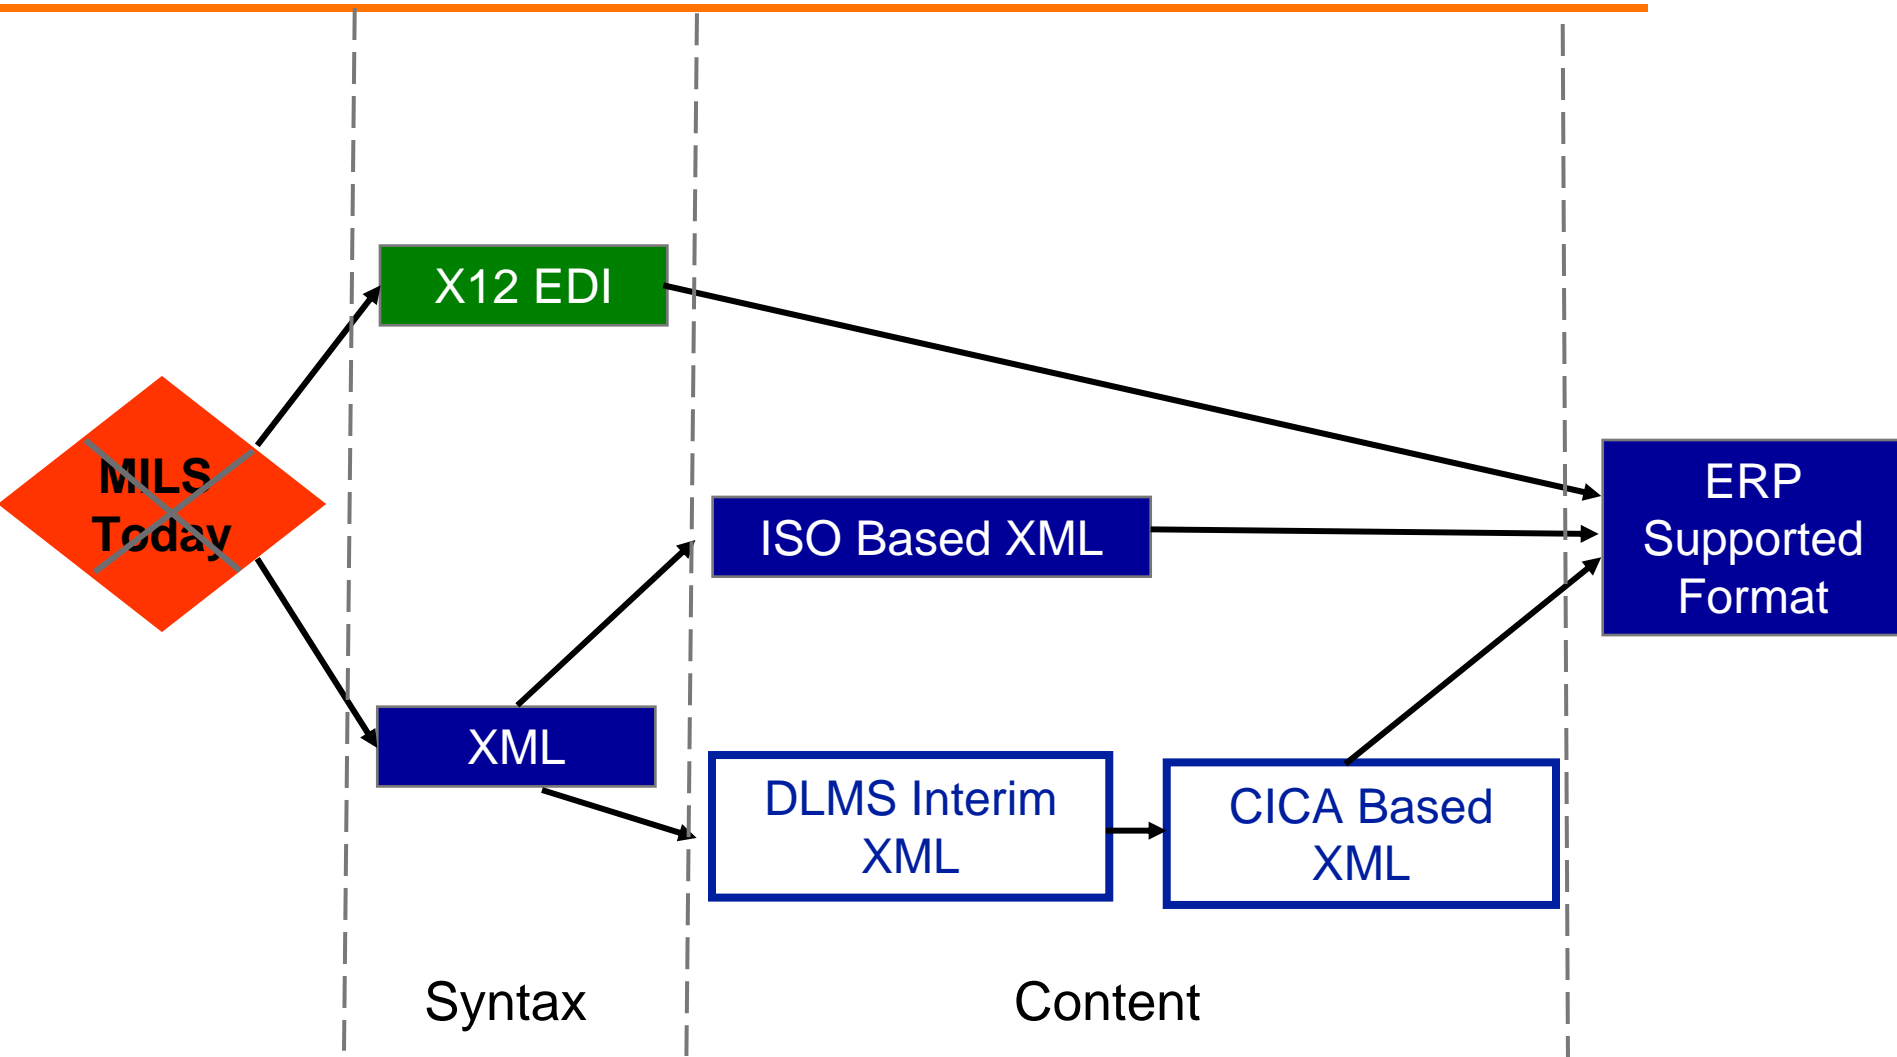 X12 EDI
MILS
Today
ISO Based XML
ERP
Supported
Format
XML
DLMS Interim
XML
CICA Based
XML
Syntax
Content